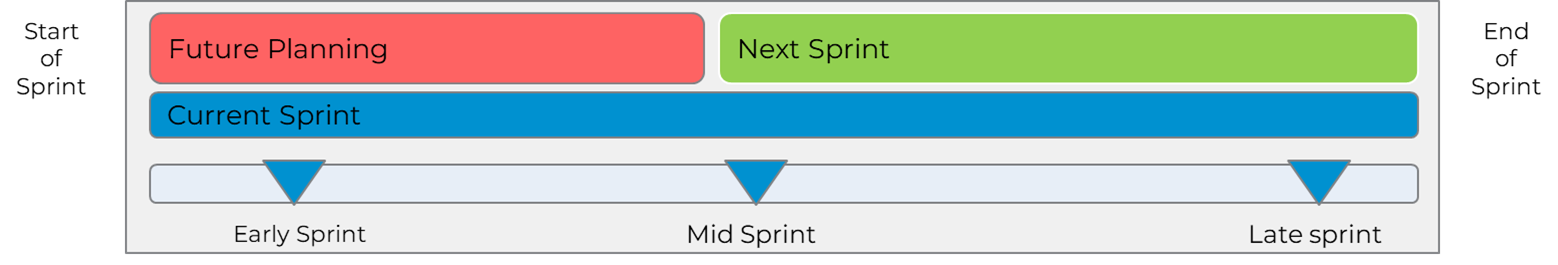 Start
of
Sprint
Future Planning
Next Sprint
End
of
Sprint
Current Sprint
Early Sprint
Mid Sprint
Late sprint